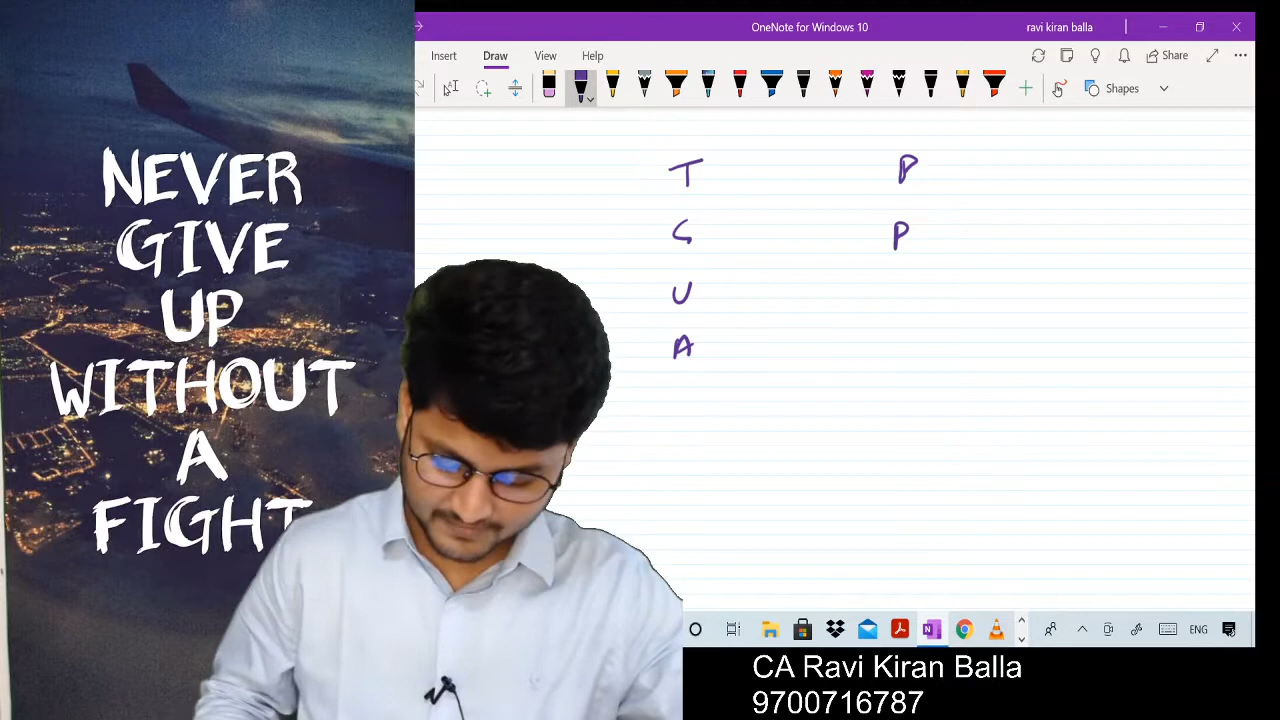 OneNote for Windows 10
ravi kiran balla
Insert Draw View Help
Share
Shapes
NEVER
GIVE
UP
WITHOUT
A
FIGHT
T P
G P
U
A
ENG
CA Ravi Kiran Balla
9700716787